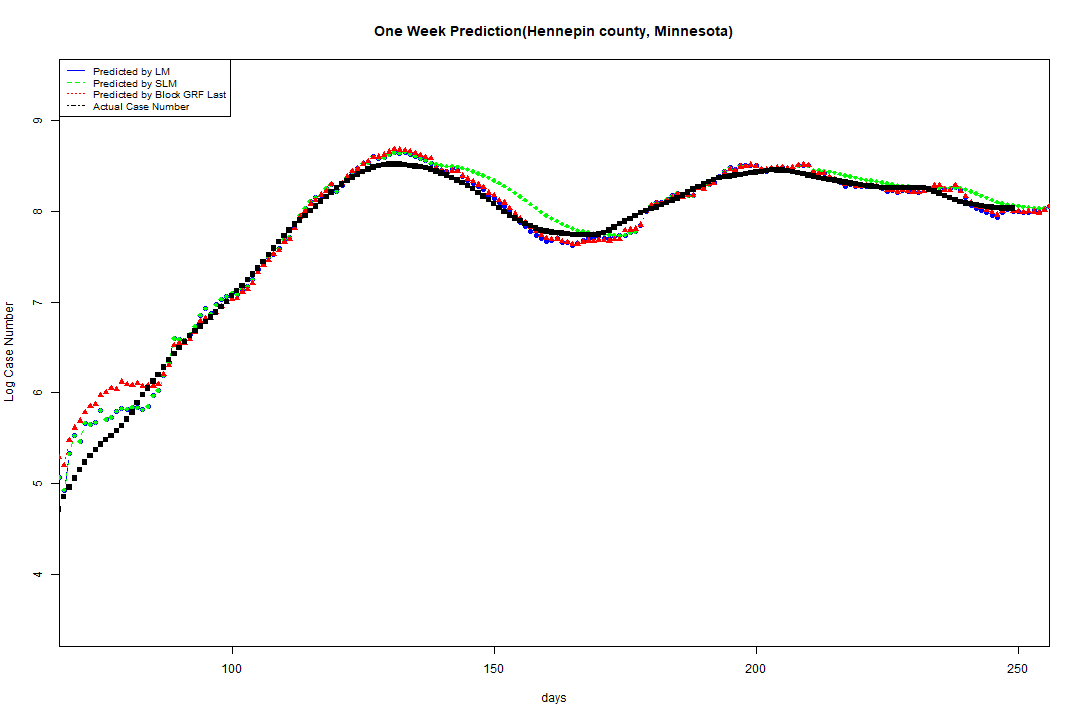 One Week Prediction(Hennepin county, Minnesota)
Predicted by LM
Predicted by SLM
Predicted by Block GRF Last
Actual Case Number
9
8
7
6
5
4
Log Case Number
100
150
200
250
days